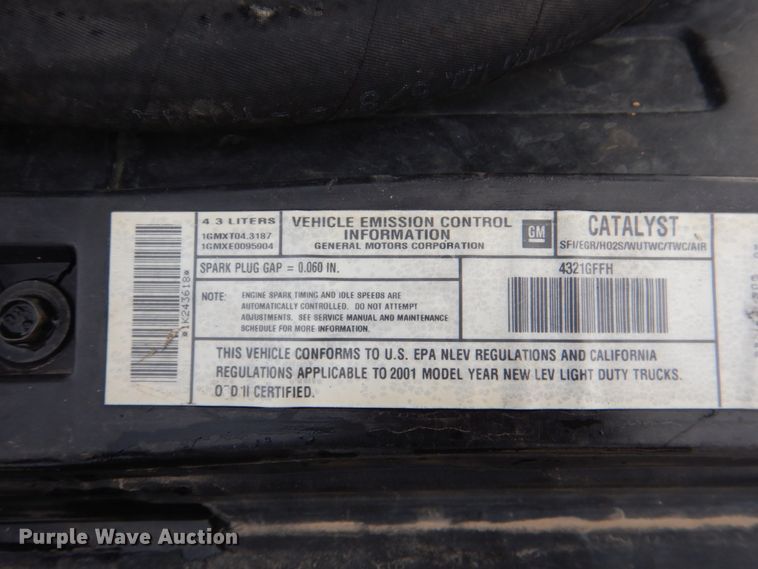 4.3 LITERS
1GMXT04.3187
1GMXE0095904
VEHICLE EMISSION CONTROL
INFORMATION
GENERAL MOTORS CORPORATION
GM
CATALYST
SFI/EGR/HO2S/WUTWC/TWC/AIR
SPARK PLUG GAP = 0.060 IN.
NOTE: ENGINE SPARK TIMING AND IDLE SPEEDS ARE
AUTOMATICALLY CONTROLLED. DO NOT ATTEMPT
ADJUSTMENTS. SEE SERVICE MANUAL AND MAINTENANCE
SCHEDULE FOR MORE INFORMATION.
4321GFFH
*1K243618*
THIS VEHICLE CONFORMS TO U.S. EPA NLEV REGULATIONS AND CALIFORNIA
REGULATIONS APPLICABLE TO 2001 MODEL YEAR NEW LEV LIGHT DUTY TRUCKS.
II CERTIFIED.
Purple Wave Auction